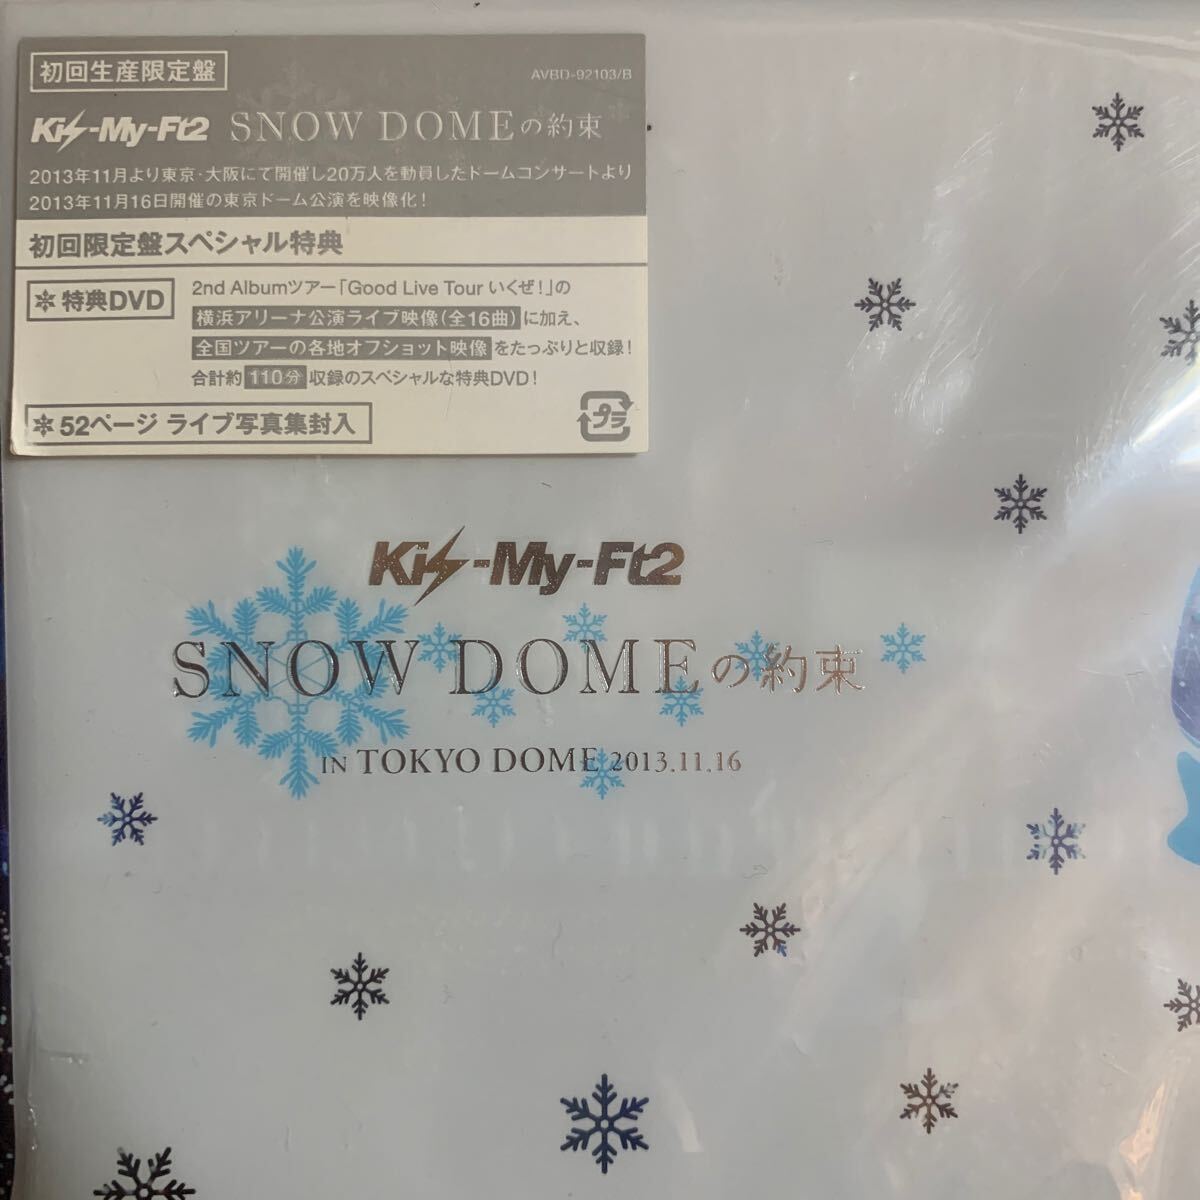 初回生産限定盤
AVBD-92103/B
Kis-My-Ft2 SNOW DOMEの約束
2013年11月より東京・大阪にて開催し20万人を動員したドームコンサートより
2013年11月16日開催の東京ドーム公演を映像化！
初回限定盤スペシャル特典
特典DVD
2nd Albumツアー「Good Live Tour いくぜ！」の
横浜アリーナ公演ライブ映像（全16曲）に加え、
全国ツアーの各地オフショット映像をたっぷりと収録！
合計約110分収録のスペシャルな特典DVD！
52ページ ライブ写真集封入
プラ
Kis-My-Ft2
SNOW DOMEの約束
IN TOKYO DOME 2013.11.16